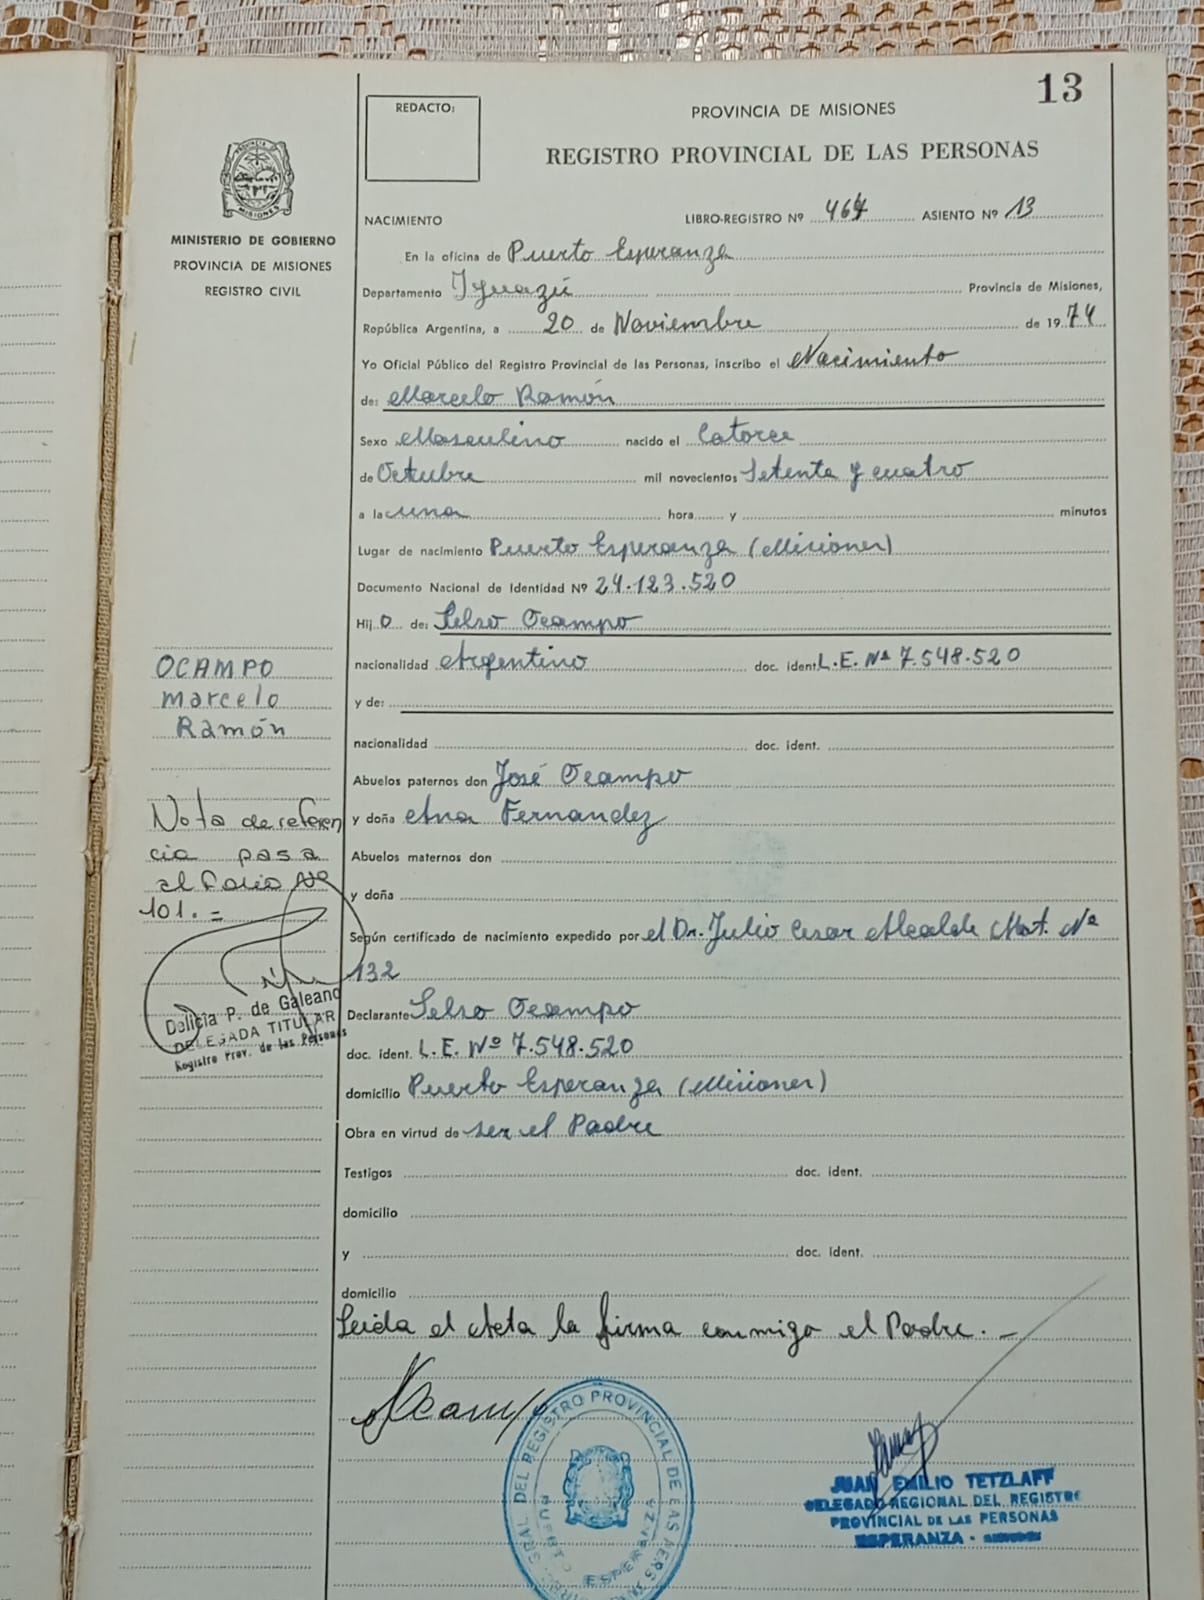 13
REDACTO:
PROVINCIA DE MISIONES
REGISTRO PROVINCIAL DE LAS PERSONAS
MISIONES
MINISTERIO DE GOBIERNO
PROVINCIA DE MISIONES
REGISTRO CIVIL
NACIMIENTO LIBRO-REGISTRO Nº 464 ASIENTO Nº 13
En la oficina de Puerto Esperanza
Departamento Iguazú Provincia de Misiones,
República Argentina, a 20 de Noviembre de 1974
Yo Oficial Público del Registro Provincial de las Personas, inscribo el Nacimiento
de: Marcelo Ramón
Sexo Masculino nacido el Catorce
de Octubre mil novecientos Setenta y cuatro
a la una hora y minutos
Lugar de nacimiento Puerto Esperanza (Misiones)
Documento Nacional de Identidad Nº 24.123.520
Hijo de: Selso Ocampo
nacionalidad Argentino doc. ident. L.E. Nº 7.548.520
y de:
nacionalidad doc. ident.
Abuelos paternos don José Ocampo
y doña Ana Fernandez
Abuelos maternos don
y doña
Según certificado de nacimiento expedido por el Dr. Julio Cesar Alcalde Mat. Nº
132
Declarante Selso Ocampo
doc. ident. L.E. Nº 7.548.520
domicilio Puerto Esperanza (Misiones)
Obra en virtud de ser el Padre
Testigos doc. ident.
domicilio
y doc. ident.
domicilio
Leida el Acta la firma conmigo el Padre. -
OCAMPO
Marcelo
Ramón
Nota de referen
cia pasa
al Folio Nº
101.=
Delicia P. de Galeano
DELEGADA TITULAR
Registro Prov. de las Personas
Ocampo
DEL REGISTRO PROVINCIAL DE LAS PERS
ESPERANZA
JUAN EMILIO TETZLAFF
DELEGADO REGIONAL DEL REGISTRO
PROVINCIAL DE LAS PERSONAS
ESPERANZA -